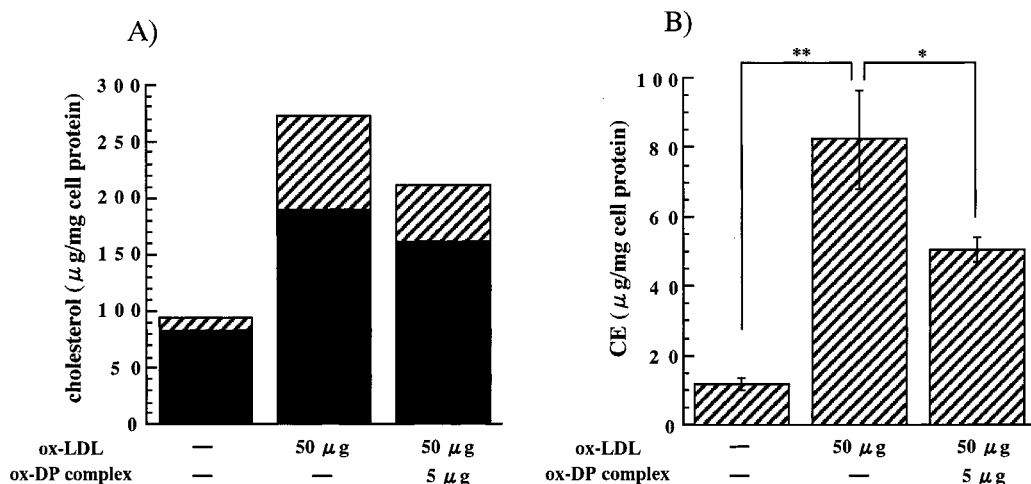 A)
B)
cholesterol (μg/mg cell protein)
300
250
200
150
100
50
0
ox-LDL — 50 μg 50 μg
ox-DP complex — — 5 μg
** *
CE (μg/mg cell protein)
100
80
60
40
20
0
ox-LDL — 50 μg 50 μg
ox-DP complex — — 5 μg